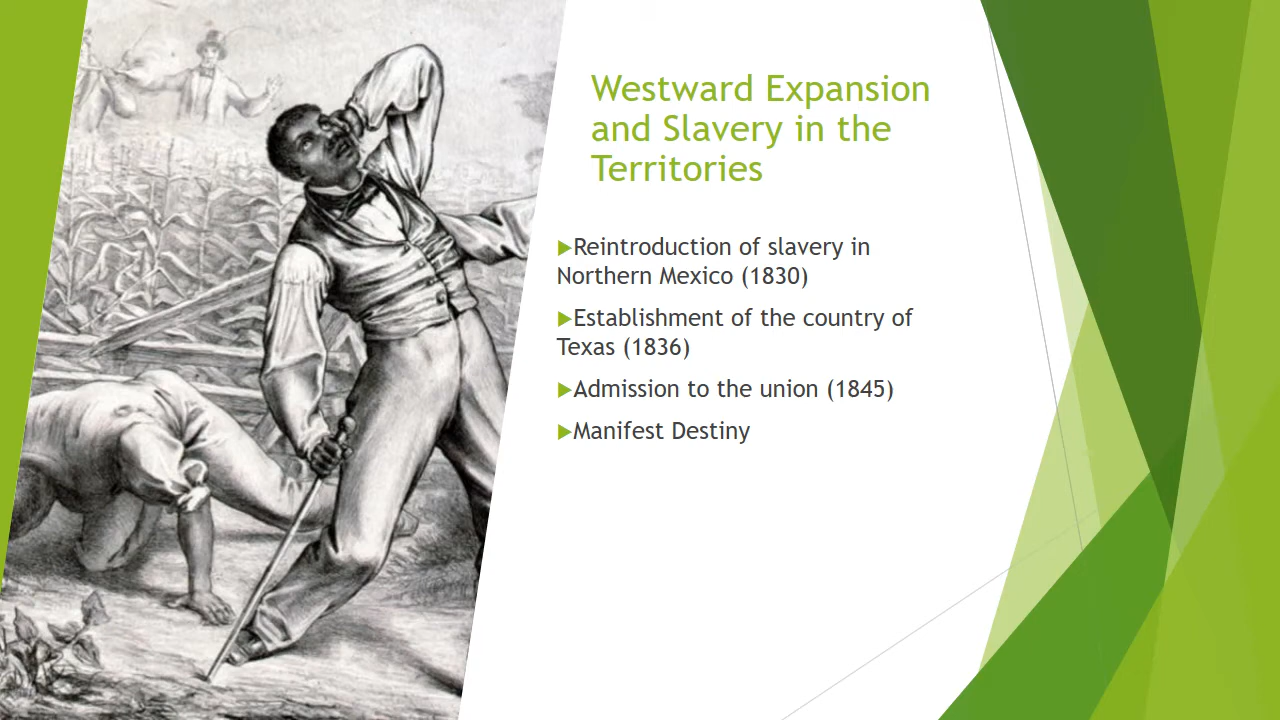 Westward Expansion
and Slavery in the
Territories
▶Reintroduction of slavery in
Northern Mexico (1830)
▶Establishment of the country of
Texas (1836)
▶Admission to the union (1845)
▶Manifest Destiny